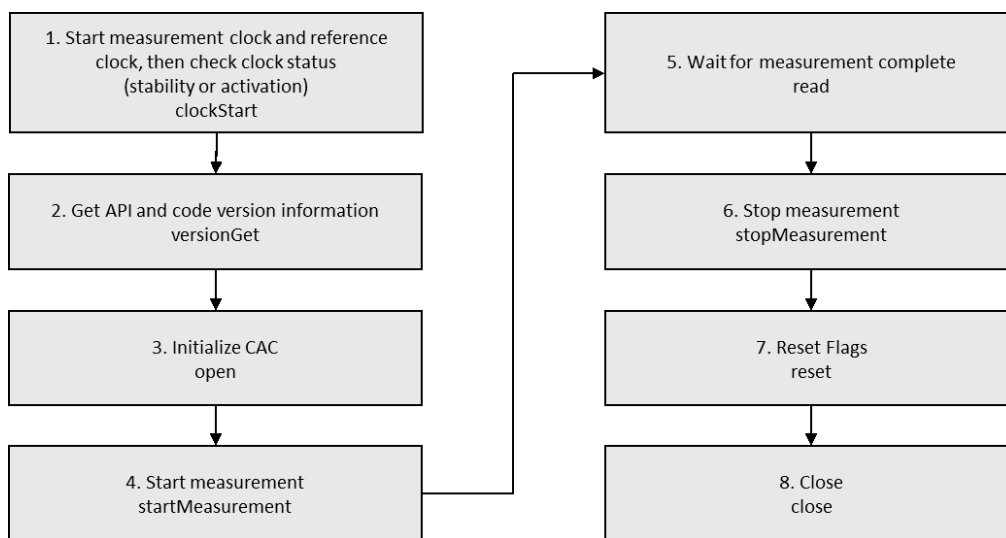 1. Start measurement clock and reference
clock, then check clock status
(stability or activation)
clockStart
2. Get API and code version information
versionGet
3. Initialize CAC
open
4. Start measurement
startMeasurement
5. Wait for measurement complete
read
6. Stop measurement
stopMeasurement
7. Reset Flags
reset
8. Close
close